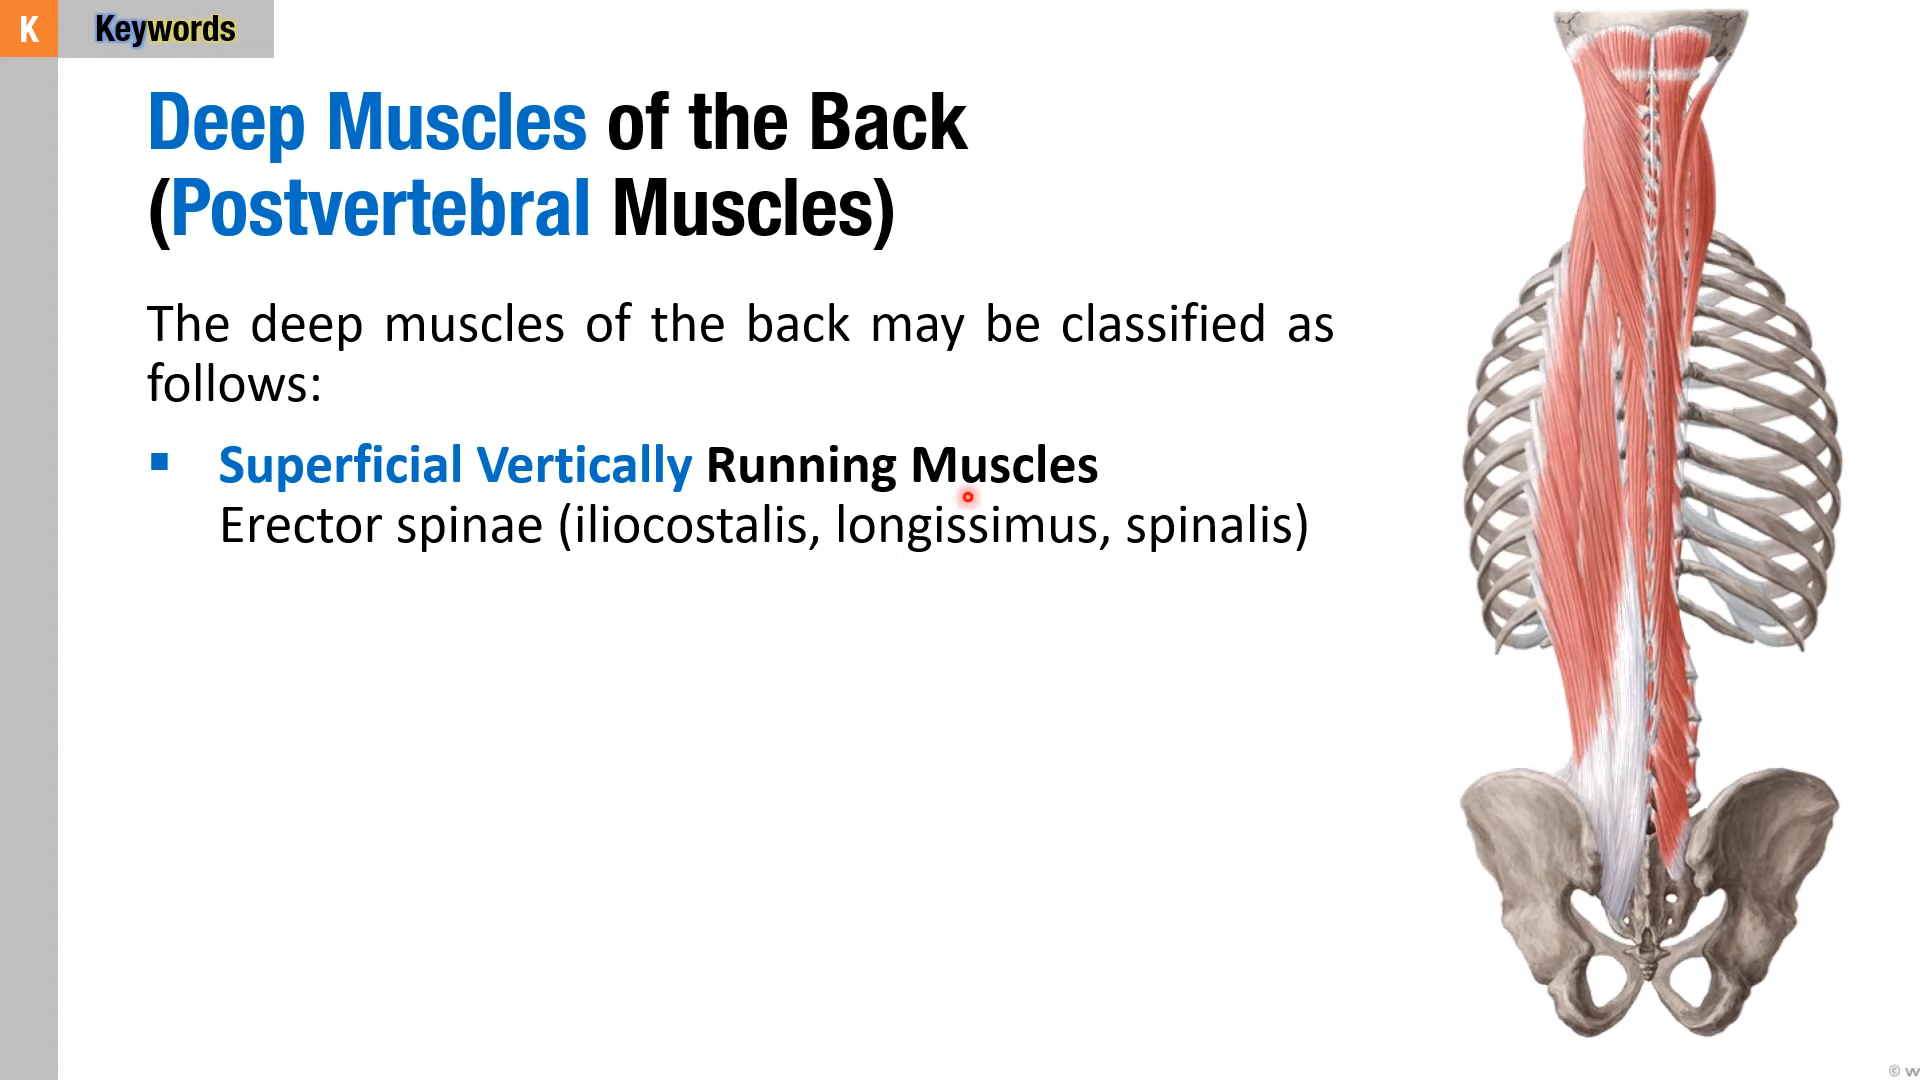 K Keywords
Deep Muscles of the Back
(Postvertebral Muscles)
The deep muscles of the back may be classified as
follows:
▪ Superficial Vertically Running Muscles
Erector spinae (iliocostalis, longissimus, spinalis)
© w